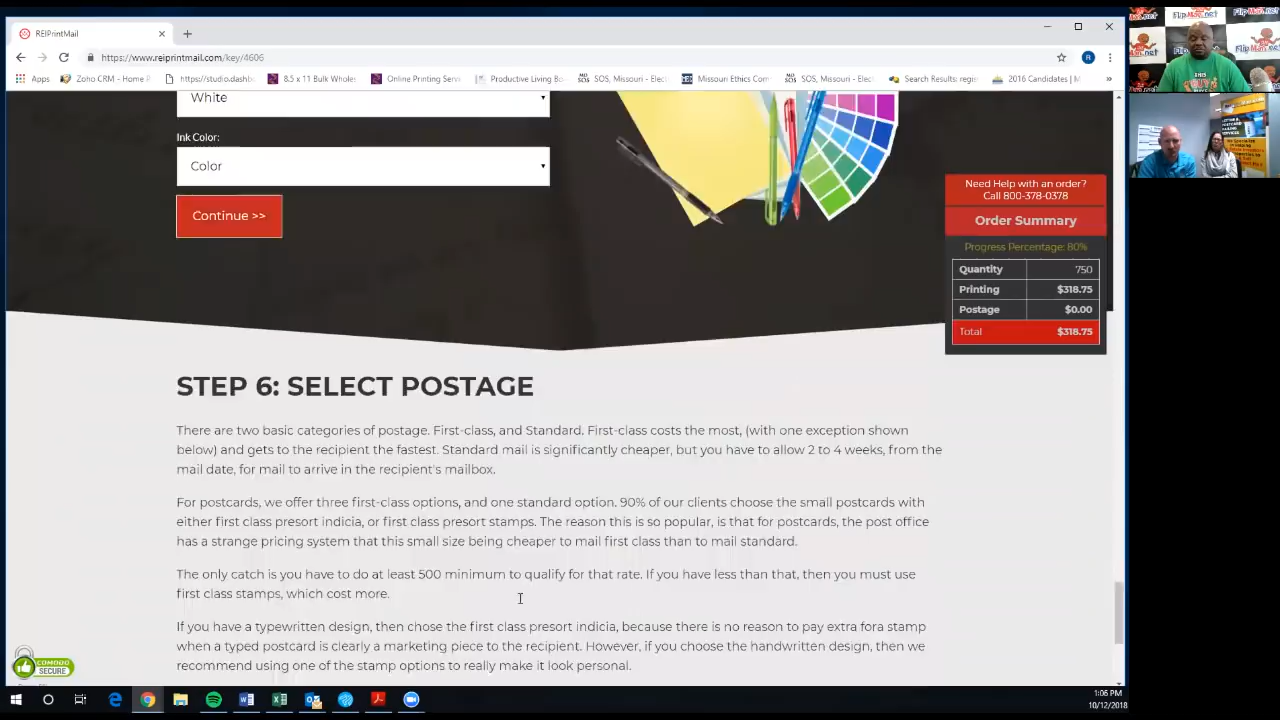 REIPrintMail
https://www.reiprintmail.com/key/4606
R
Apps
Zoho CRM - Home P
https://studio.dashb
8.5 x 11 Bulk Whole
Online Printing Serv
Productive Living Bo
SOS, Missouri - Elect
Missouri Ethics Com
SOS, Missouri - Elect
Search Results: regis
2016 Candidates | M
White
Ink Color:
Color
Continue >>
Need Help with an order?
Call 800-378-0378
Order Summary
Progress Percentage: 80%
Quantity 750
Printing $318.75
Postage $0.00
Total $318.75
STEP 6: SELECT POSTAGE
There are two basic categories of postage. First-class, and Standard. First-class costs the most, (with one exception shown
below) and gets to the recipient the fastest. Standard mail is significantly cheaper, but you have to allow 2 to 4 weeks, from the
mail date, for mail to arrive in the recipient's mailbox.
For postcards, we offer three first-class options, and one standard option. 90% of our clients choose the small postcards with
either first class presort indicia, or first class presort stamps. The reason this is so popular, is that for postcards, the post office
has a strange pricing system that this small size being cheaper to mail first class than to mail standard.
The only catch is you have to do at least 500 minimum to qualify for that rate. If you have less than that, then you must use
first class stamps, which cost more.
If you have a typewritten design, then chose the first class presort indicia, because there is no reason to pay extra fora stamp
when a typed postcard is clearly a marketing piece to the recipient. However, if you choose the handwritten design, then we
recommend using one of the stamp options to really make it look personal.
COMODO
SECURE
1:06 PM
10/12/2018